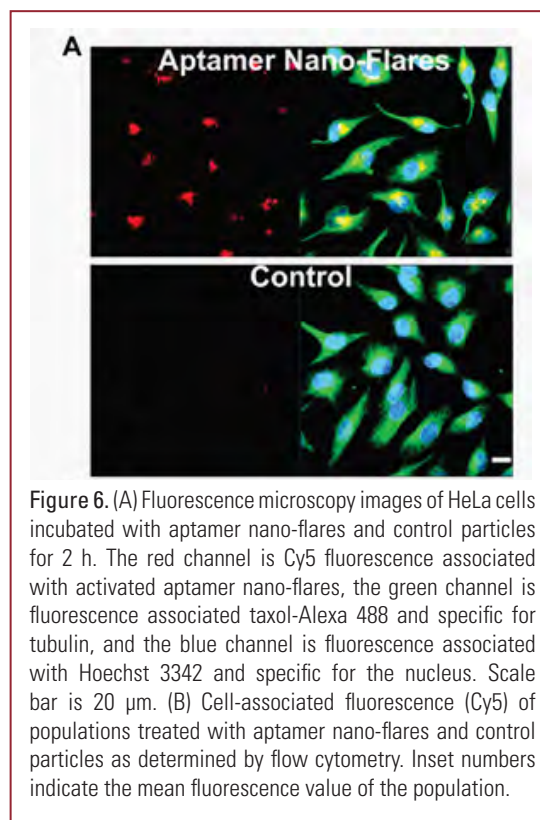 A
Aptamer Nano-Flares
Control
Figure 6. (A) Fluorescence microscopy images of HeLa cells
incubated with aptamer nano-flares and control particles
for 2 h. The red channel is Cy5 fluorescence associated
with activated aptamer nano-flares, the green channel is
fluorescence associated taxol-Alexa 488 and specific for
tubulin, and the blue channel is fluorescence associated
with Hoechst 3342 and specific for the nucleus. Scale
bar is 20 μm. (B) Cell-associated fluorescence (Cy5) of
populations treated with aptamer nano-flares and control
particles as determined by flow cytometry. Inset numbers
indicate the mean fluorescence value of the population.